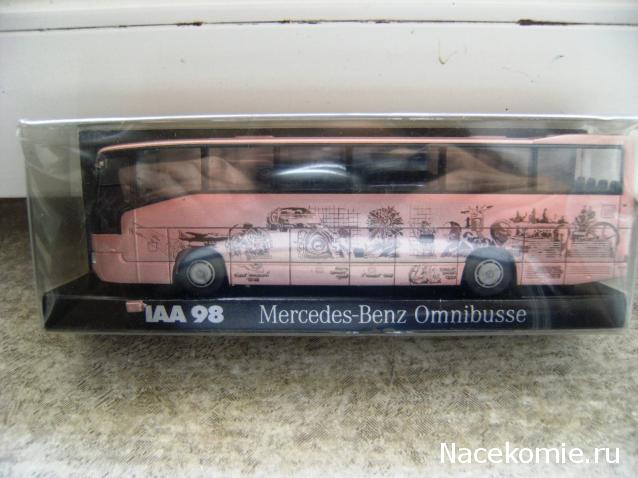 IAA 98 Mercedes-Benz Omnibusse
Nacekomie.ru